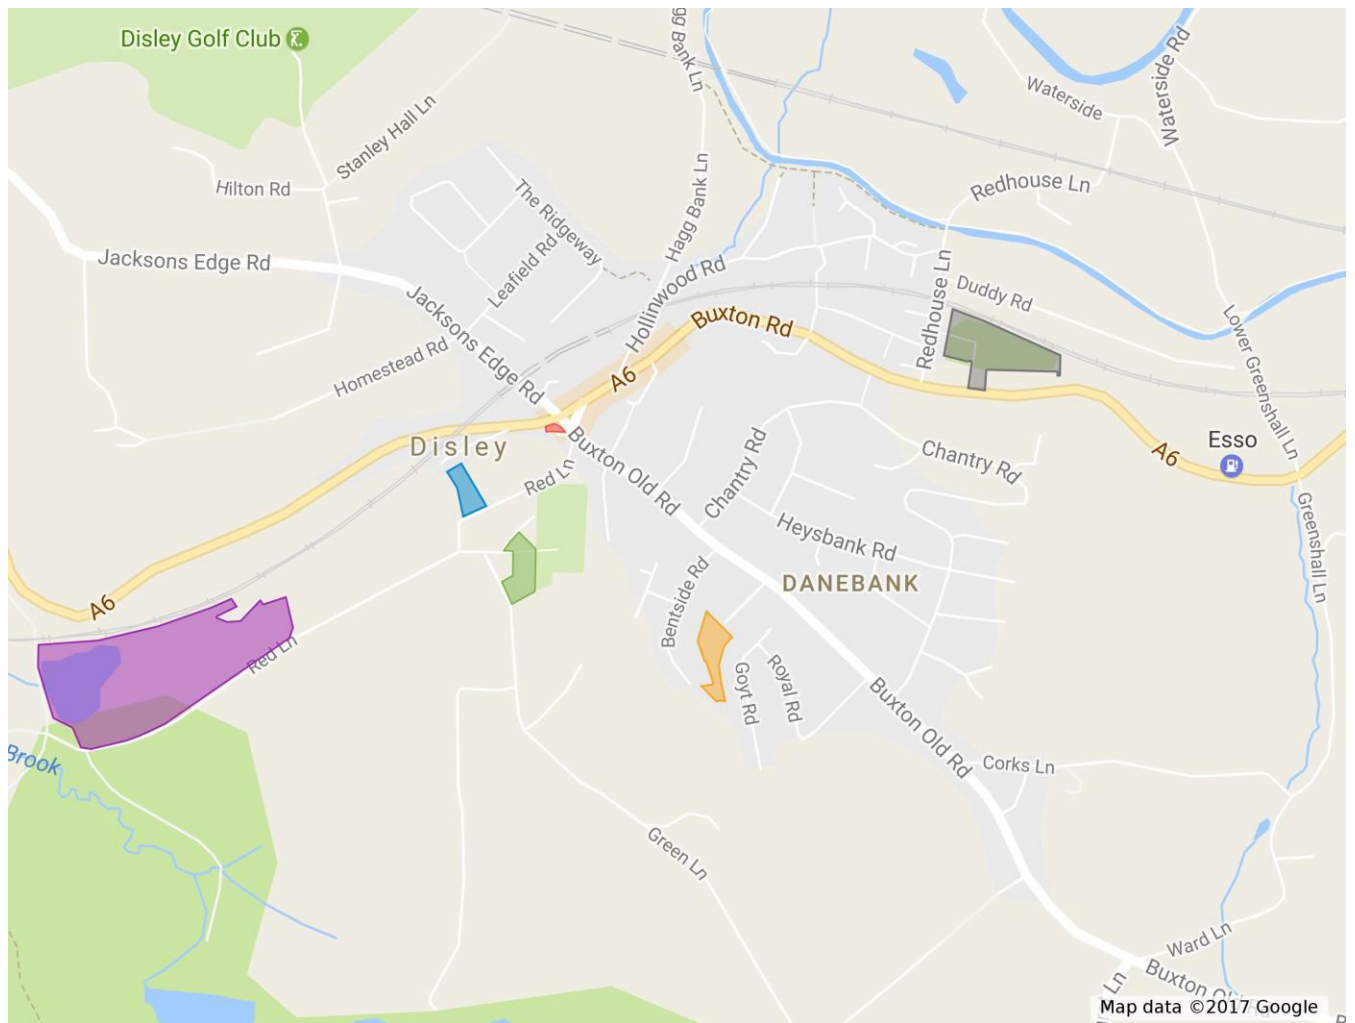 Disley Golf Club
gg Bank Ln
Waterside Rd
Waterside
Stanley Hall Ln
Hilton Rd
The Ridgeway
Hagg Bank Ln
Redhouse Ln
Jacksons Edge Rd
Leafield Rd
Hollinwood Rd
Redhouse Ln
Duddy Rd
Jacksons Edge Rd
Buxton Rd
Lower Greenshall Ln
Homestead Rd
A6
Disley
Red Ln
Buxton Old Rd
Chantry Rd
Chantry Rd
A6
Esso
Heysbank Rd
Greenshall Ln
DANEBANK
Bentside Rd
A6
Red Ln
Goyt Rd
Royal Rd
Buxton Old Rd
Brook
Corks Ln
Green Ln
Ward Ln
Buxton Old Rd
Ln
Map data ©2017 Google